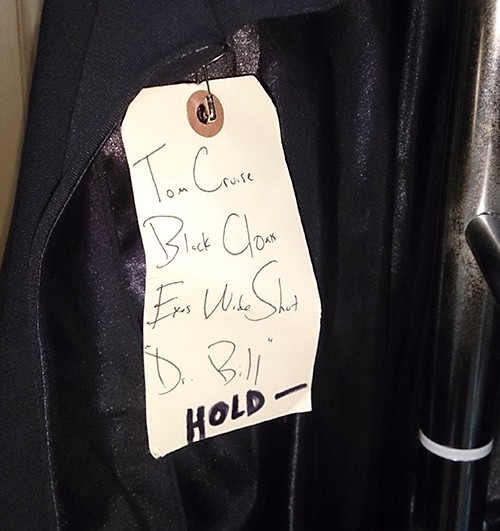 Tom Cruise
Black Cloak
Eyes Wide Shut
"Dr. Bill"
HOLD —